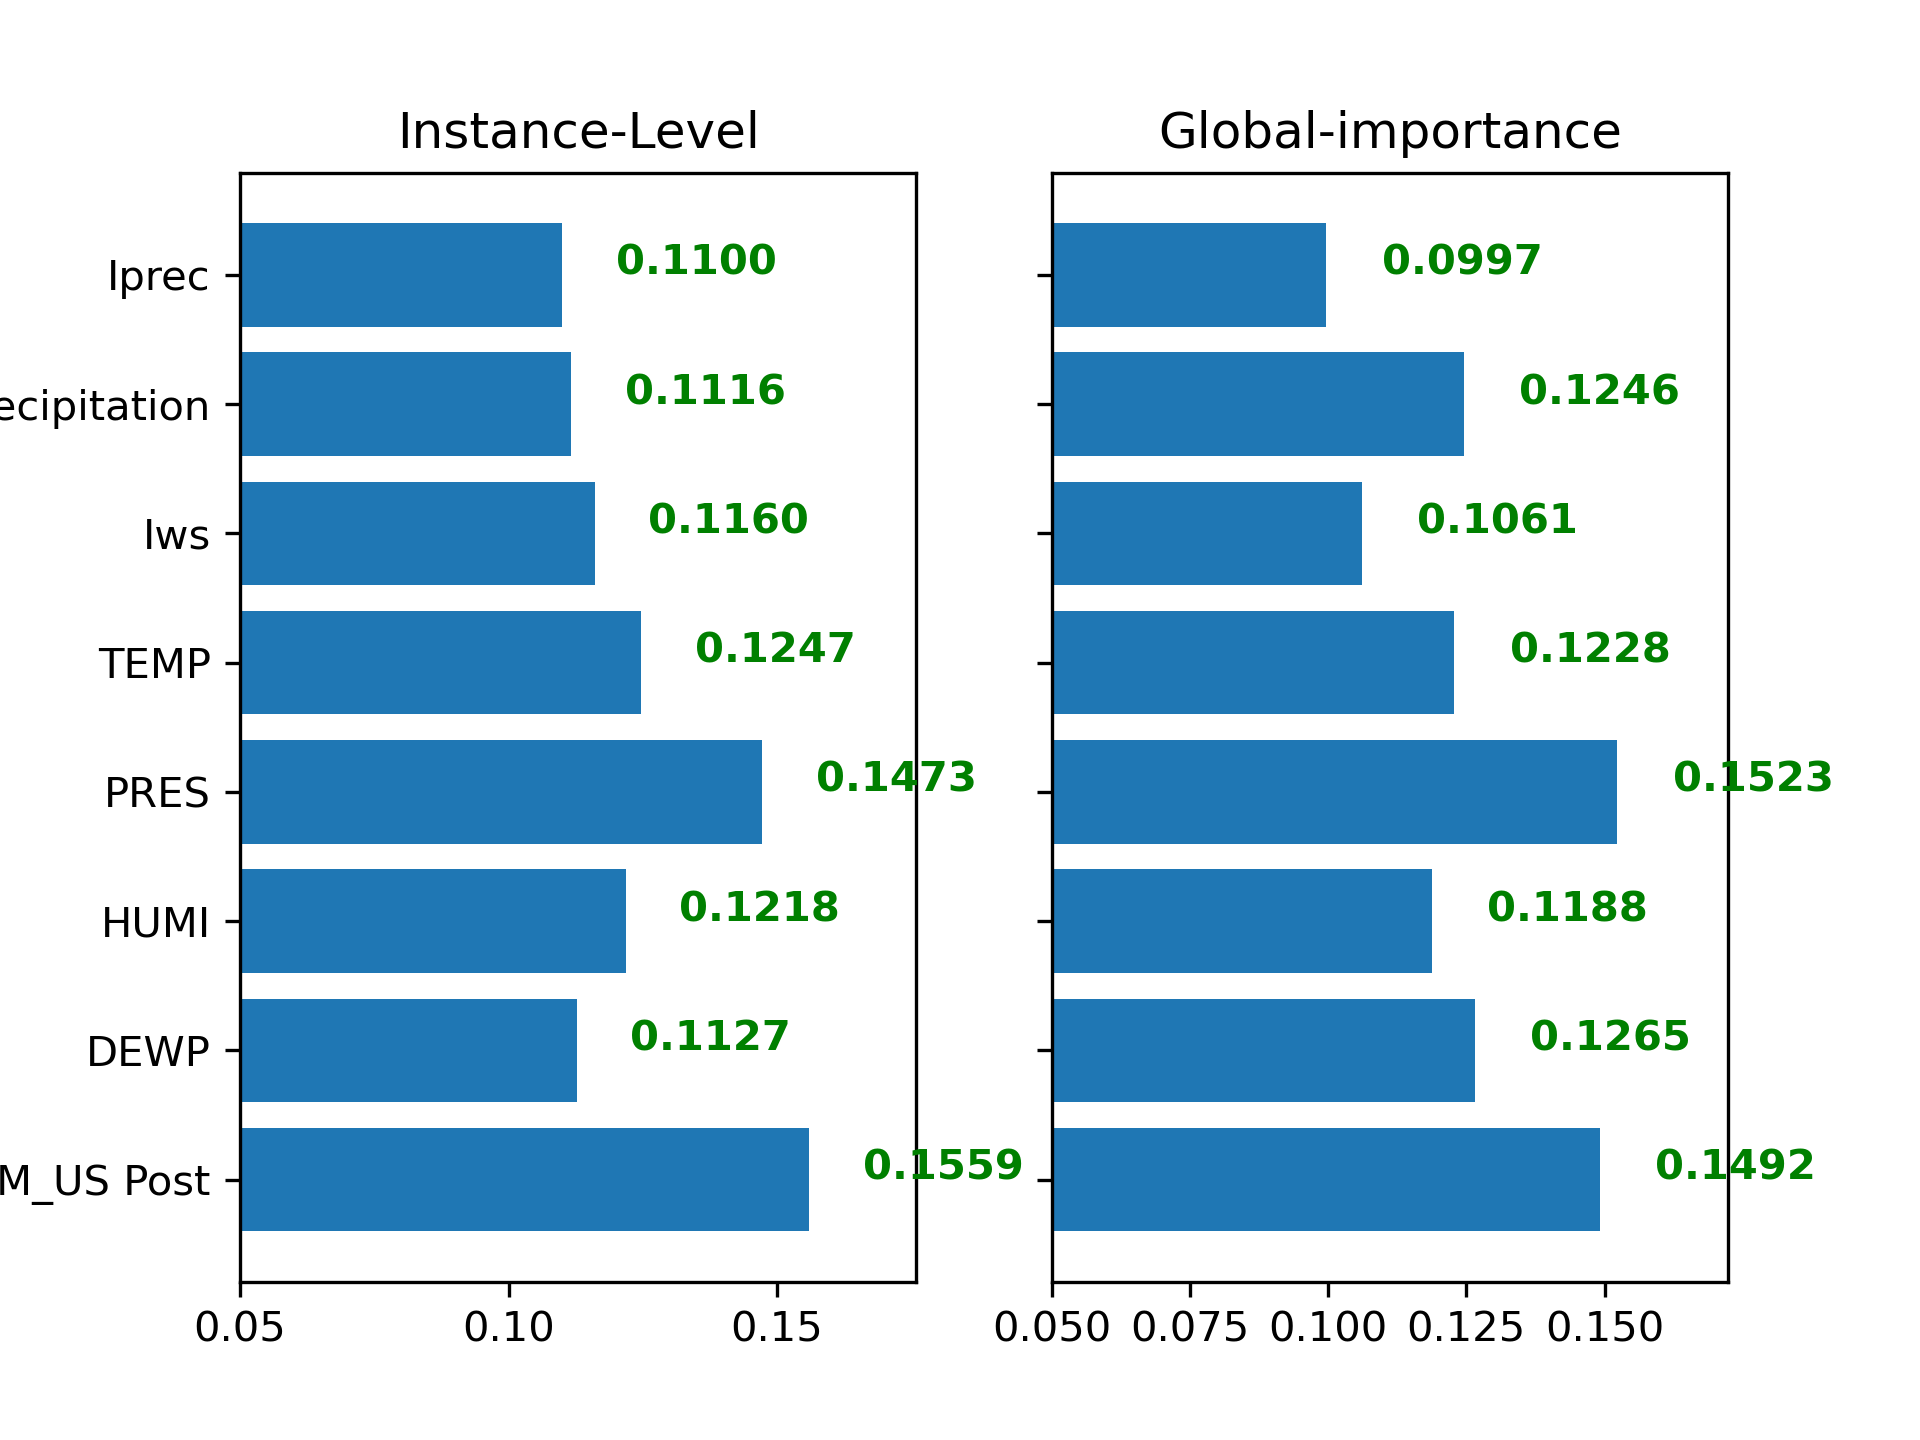 Instance-Level
Iprec
ecipitation
Iws
TEMP
PRES
HUMI
DEWP
M_US Post
0.1100
0.1116
0.1160
0.1247
0.1473
0.1218
0.1127
0.1559
0.05 0.10 0.15
Global-importance
0.0997
0.1246
0.1061
0.1228
0.1523
0.1188
0.1265
0.1492
0.050 0.075 0.100 0.125 0.150